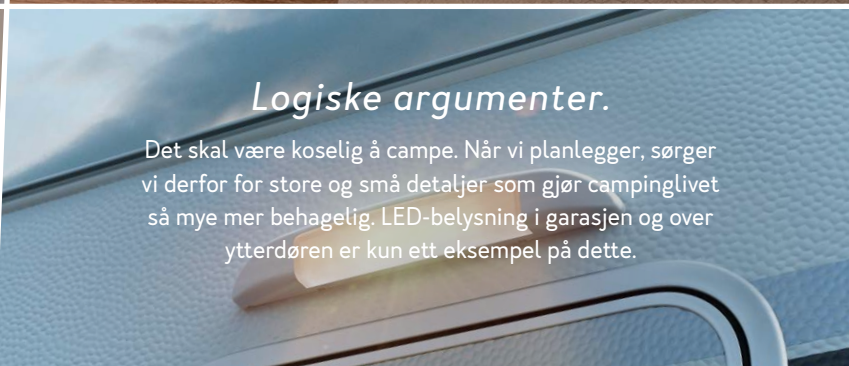 Logiske argumenter.
Det skal være koselig å campe. Når vi planlegger, sørger
vi derfor for store og små detaljer som gjør campinglivet
så mye mer behagelig. LED-belysning i garasjen og over
ytterdøren er kun ett eksempel på dette.